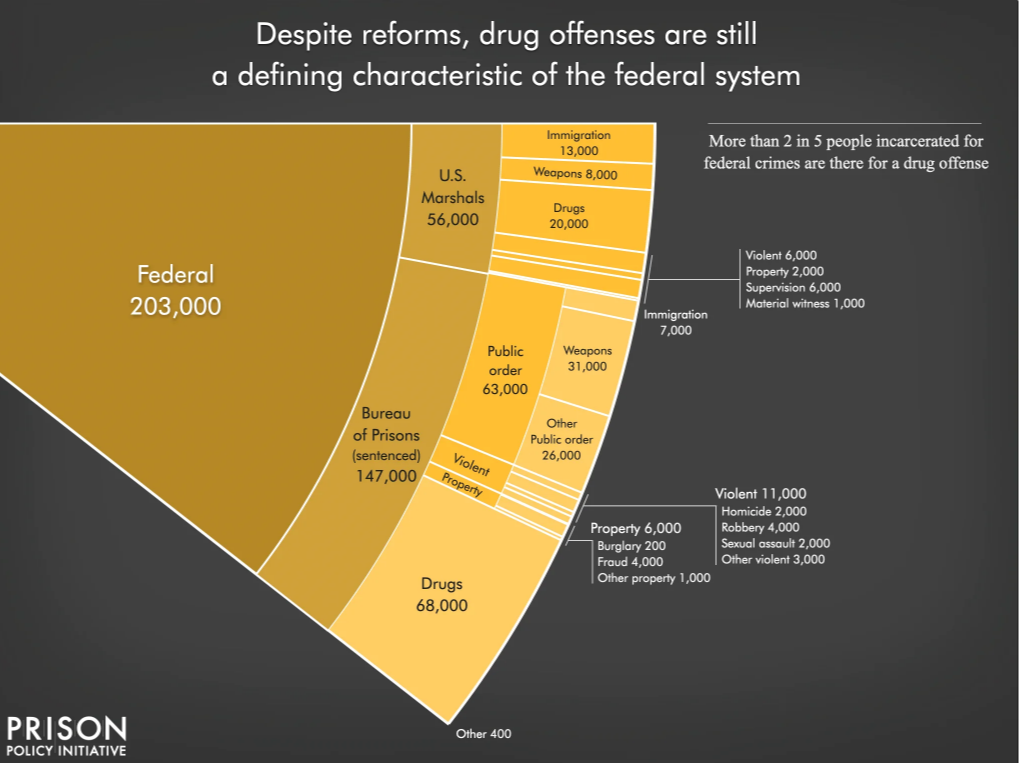 Despite reforms, drug offenses are still
a defining characteristic of the federal system
More than 2 in 5 people incarcerated for
federal crimes are there for a drug offense
Federal
203,000
U.S.
Marshals
56,000
Immigration
13,000
Weapons 8,000
Drugs
20,000
Violent 6,000
Property 2,000
Supervision 6,000
Material witness 1,000
Bureau
of Prisons
(sentenced)
147,000
Public
order
63,000
Immigration
7,000
Weapons
31,000
Other
Public order
26,000
Violent
Property
Violent 11,000
Homicide 2,000
Robbery 4,000
Sexual assault 2,000
Other violent 3,000
Property 6,000
Burglary 200
Fraud 4,000
Other property 1,000
Drugs
68,000
Other 400
PRISON
POLICY INITIATIVE